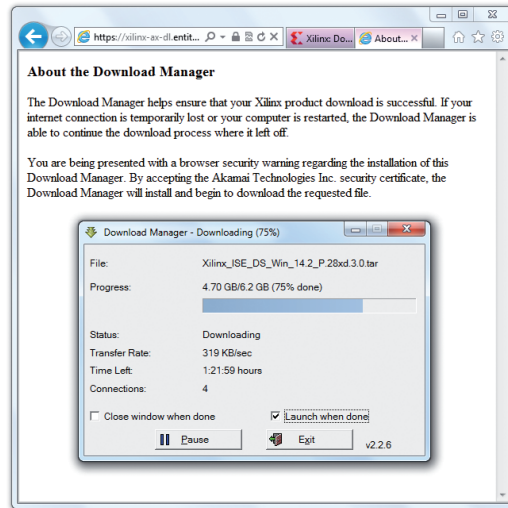 https://xilinx-ax-dl.entit...
Xilinx Do...
About...
About the Download Manager
The Download Manager helps ensure that your Xilinx product download is successful. If your
internet connection is temporarily lost or your computer is restarted, the Download Manager is
able to continue the download process where it left off.
You are being presented with a browser security warning regarding the installation of this
Download Manager. By accepting the Akamai Technologies Inc. security certificate, the
Download Manager will install and begin to download the requested file.
Download Manager - Downloading (75%)
File: Xilinx_ISE_DS_Win_14.2_P.28xd.3.0.tar
Progress: 4.70 GB/6.2 GB (75% done)
Status: Downloading
Transfer Rate: 319 KB/sec
Time Left: 1:21:59 hours
Connections: 4
Close window when done Launch when done
Pause Exit v2.2.6